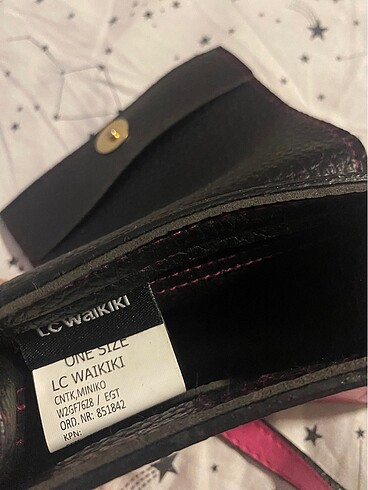 LC WAIKIKI
ONE SIZE
LC WAIKIKI
CNTK,MINIKO
W2GF76Z8 / EGT
ORD. NR: 851842
KPN: